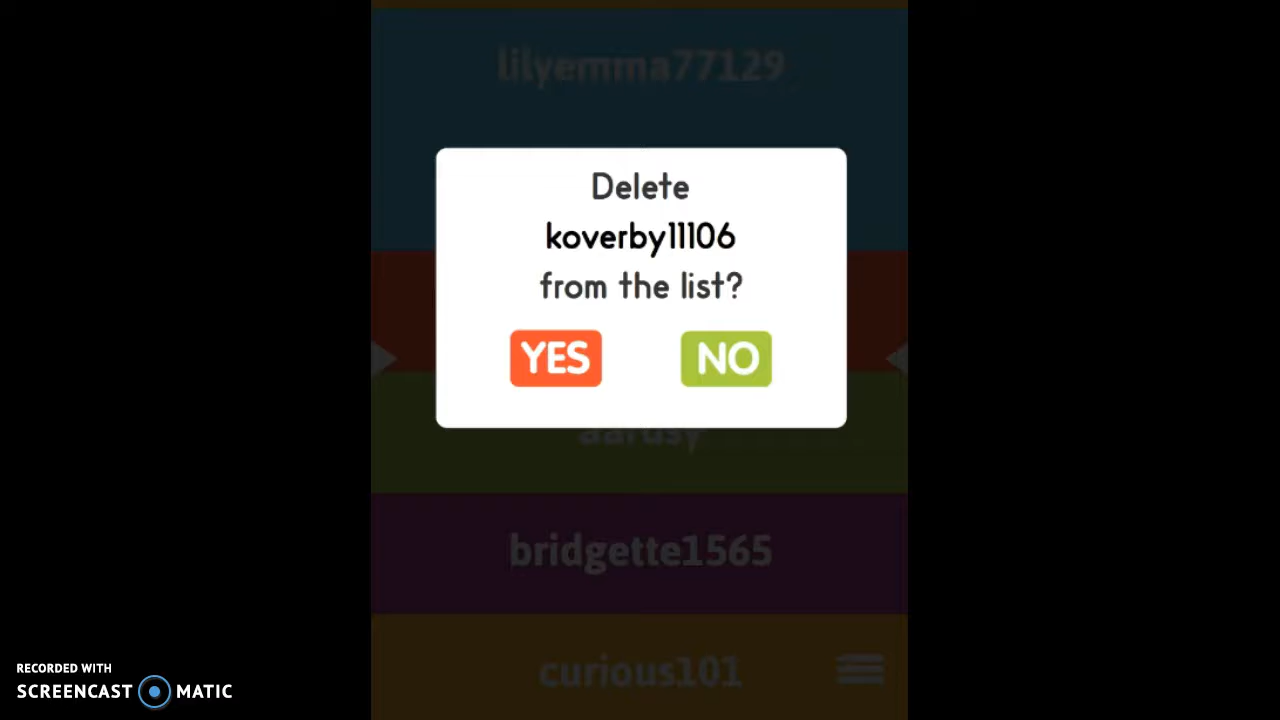 lilyemma77129
Delete
koverby11106
from the list?
YES NO
bridgette1565
curious101
RECORDED WITH
SCREENCAST MATIC